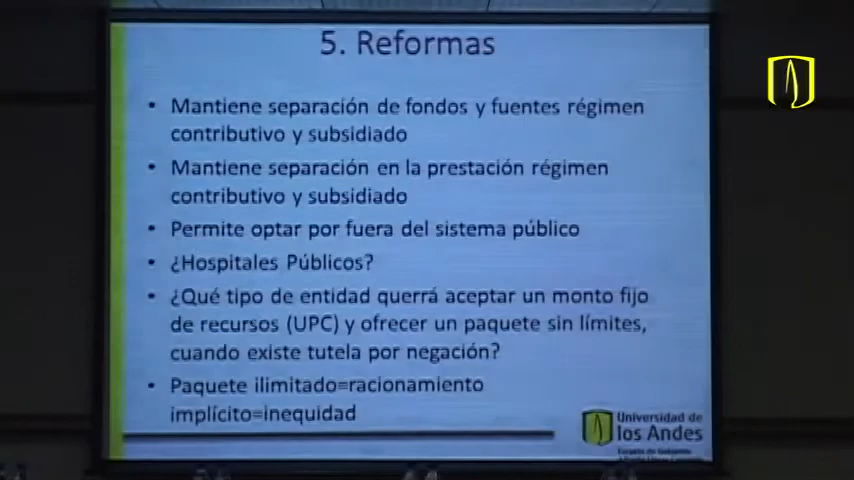 5. Reformas
• Mantiene separación de fondos y fuentes régimen
contributivo y subsidiado
• Mantiene separación en la prestación régimen
contributivo y subsidiado
• Permite optar por fuera del sistema público
• ¿Hospitales Públicos?
• ¿Qué tipo de entidad querrá aceptar un monto fijo
de recursos (UPC) y ofrecer un paquete sin límites,
cuando existe tutela por negación?
• Paquete ilimitado=racionamiento
implícito=inequidad
Universidad de
los Andes
Escuela de Gobierno